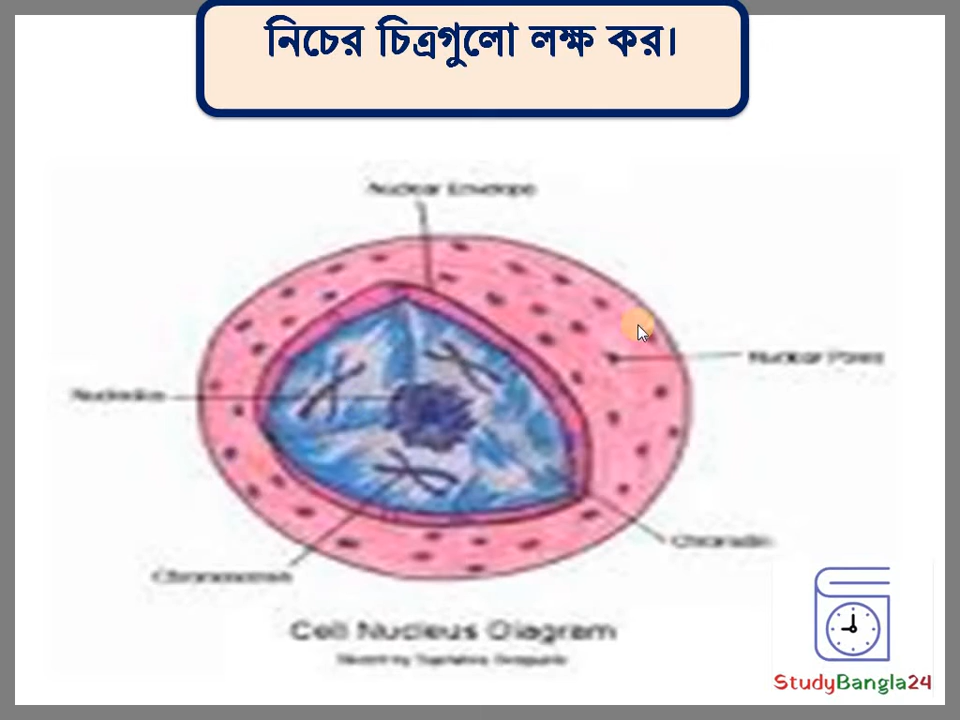 নিচের চিত্রগুলো লক্ষ কর।
Nuclear Envelope
Nuclear Pores
Nucleolus
Chromatin
Chromosomes
Cell Nucleus Diagram
StudyBangla24